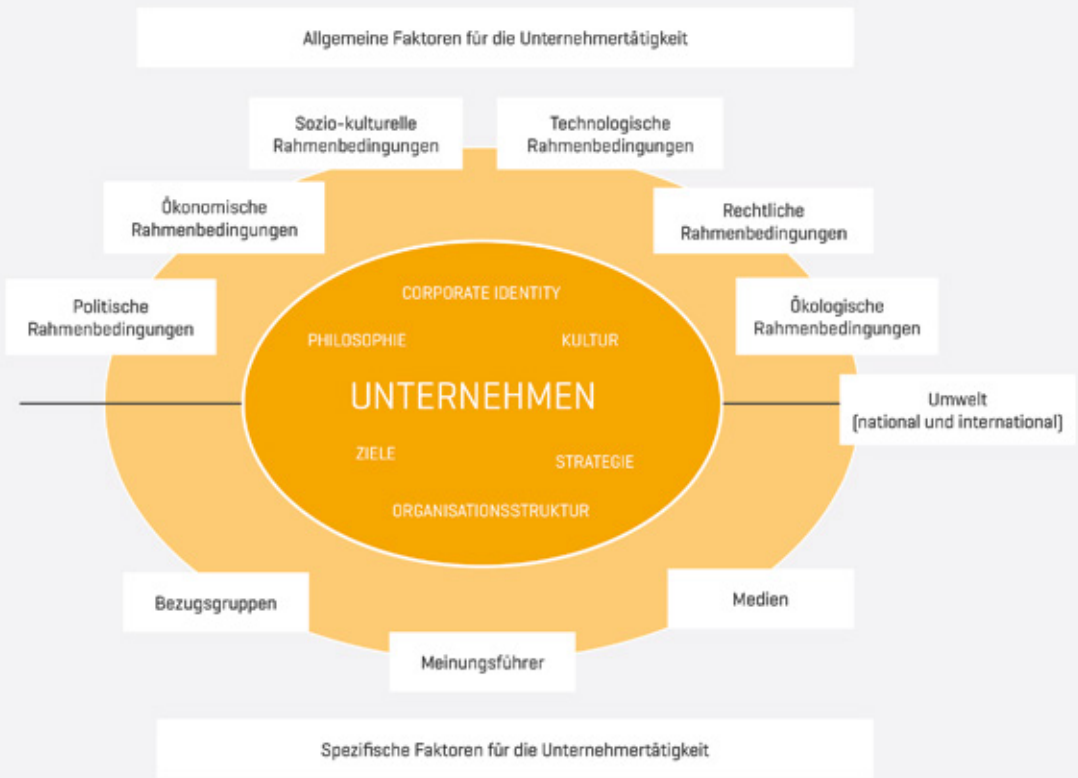 Allgemeine Faktoren für die Unternehmertätigkeit
Sozio-kulturelle
Rahmenbedingungen
Technologische
Rahmenbedingungen
Ökonomische
Rahmenbedingungen
Rechtliche
Rahmenbedingungen
Politische
Rahmenbedingungen
Ökologische
Rahmenbedingungen
CORPORATE IDENTITY
PHILOSOPHIE
KULTUR
UNTERNEHMEN
Umwelt
(national und international)
ZIELE
STRATEGIE
ORGANISATIONSSTRUKTUR
Bezugsgruppen
Medien
Meinungsführer
Spezifische Faktoren für die Unternehmertätigkeit